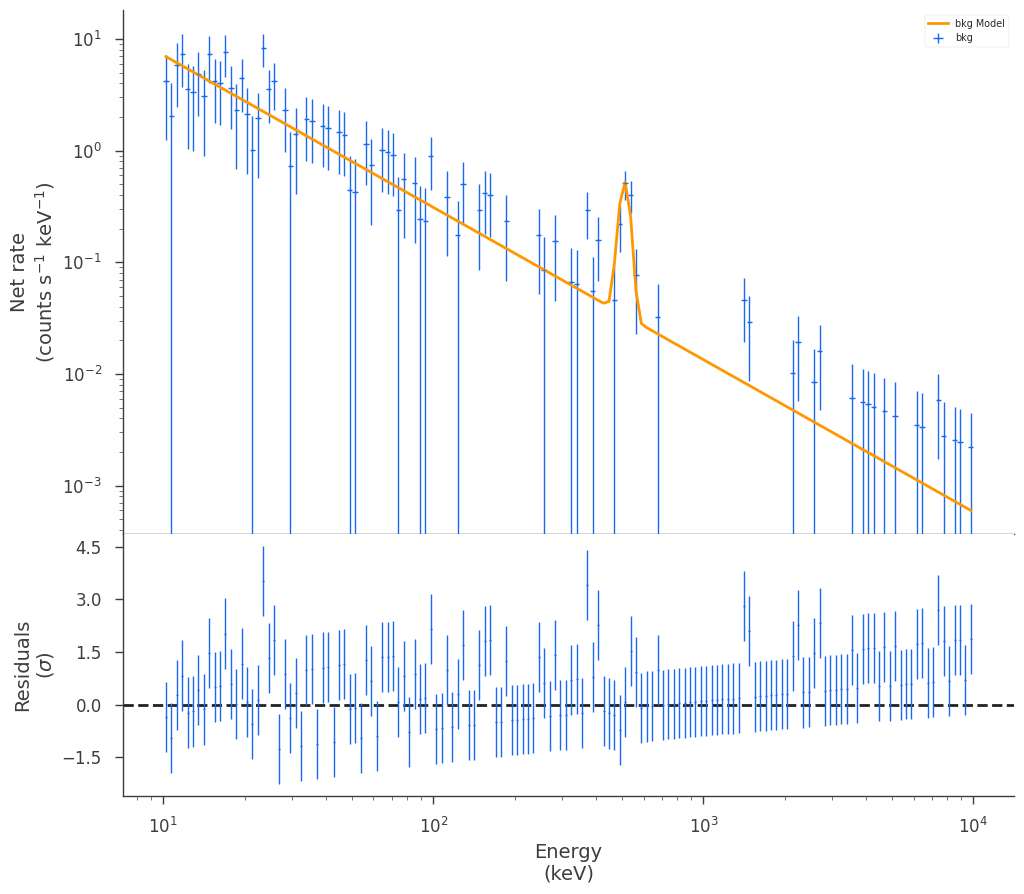 bkg Model
bkg
Net rate
(counts s⁻¹ keV⁻¹)
10¹
10⁰
10⁻¹
10⁻²
10⁻³
Residuals
(σ)
4.5
3.0
1.5
0.0
−1.5
10¹ 10² 10³ 10⁴
Energy
(keV)